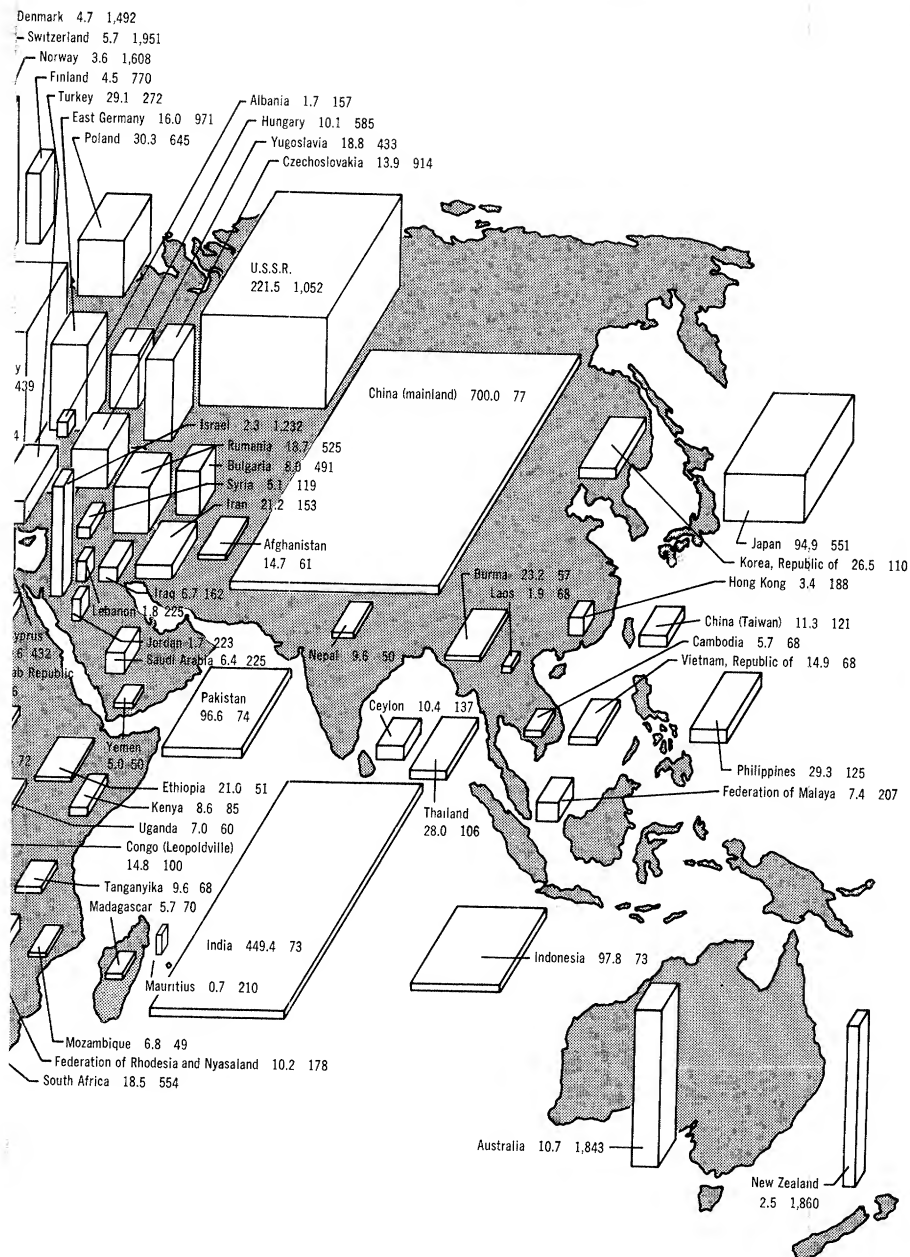 Denmark 4.7 1,492
Switzerland 5.7 1,951
Norway 3.6 1,608
Finland 4.5 770
Turkey 29.1 272
East Germany 16.0 971
Poland 30.3 645
Albania 1.7 157
Hungary 10.1 585
Yugoslavia 18.8 433
Czechoslovakia 13.9 914
U.S.S.R.
221.5 1,052
y
439
4
China (mainland) 700.0 77
Israel 2.3 1,232
Rumenia 18.7 525
Bulgaria 8.0 491
Syria 5.1 119
Iran 21.2 153
Afghanistan
14.7 61
Japan 94.9 551
Korea, Republic of 26.5 110
Burma 23.2 57
Laos 1.9 68
Hong Kong 3.4 188
Iraq 6.7 162
Lebanon 1.8 225
China (Taiwan) 11.3 121
Cambodia 5.7 68
Vietnam, Republic of 14.9 68
yprus
.6 432
Jordan 1.7 223
Saudi Arabia 6.4 225
ab Republic
6
Nepal 9.6 50
Pakistan
96.6 74
Ceylon 10.4 137
Yemen
5.0 50
72
Philippines 29.3 125
Federation of Malaya 7.4 207
Ethiopia 21.0 51
Kenya 8.6 85
Uganda 7.0 60
Thailand
28.0 106
Congo (Leopoldville)
14.8 100
Tanganyika 9.6 68
Madagascar 5.7 70
India 449.4 73
Indonesia 97.8 73
Mauritius 0.7 210
Mozambique 6.8 49
Federation of Rhodesia and Nyasaland 10.2 178
South Africa 18.5 554
Australia 10.7 1,843
New Zealand
2.5 1,860